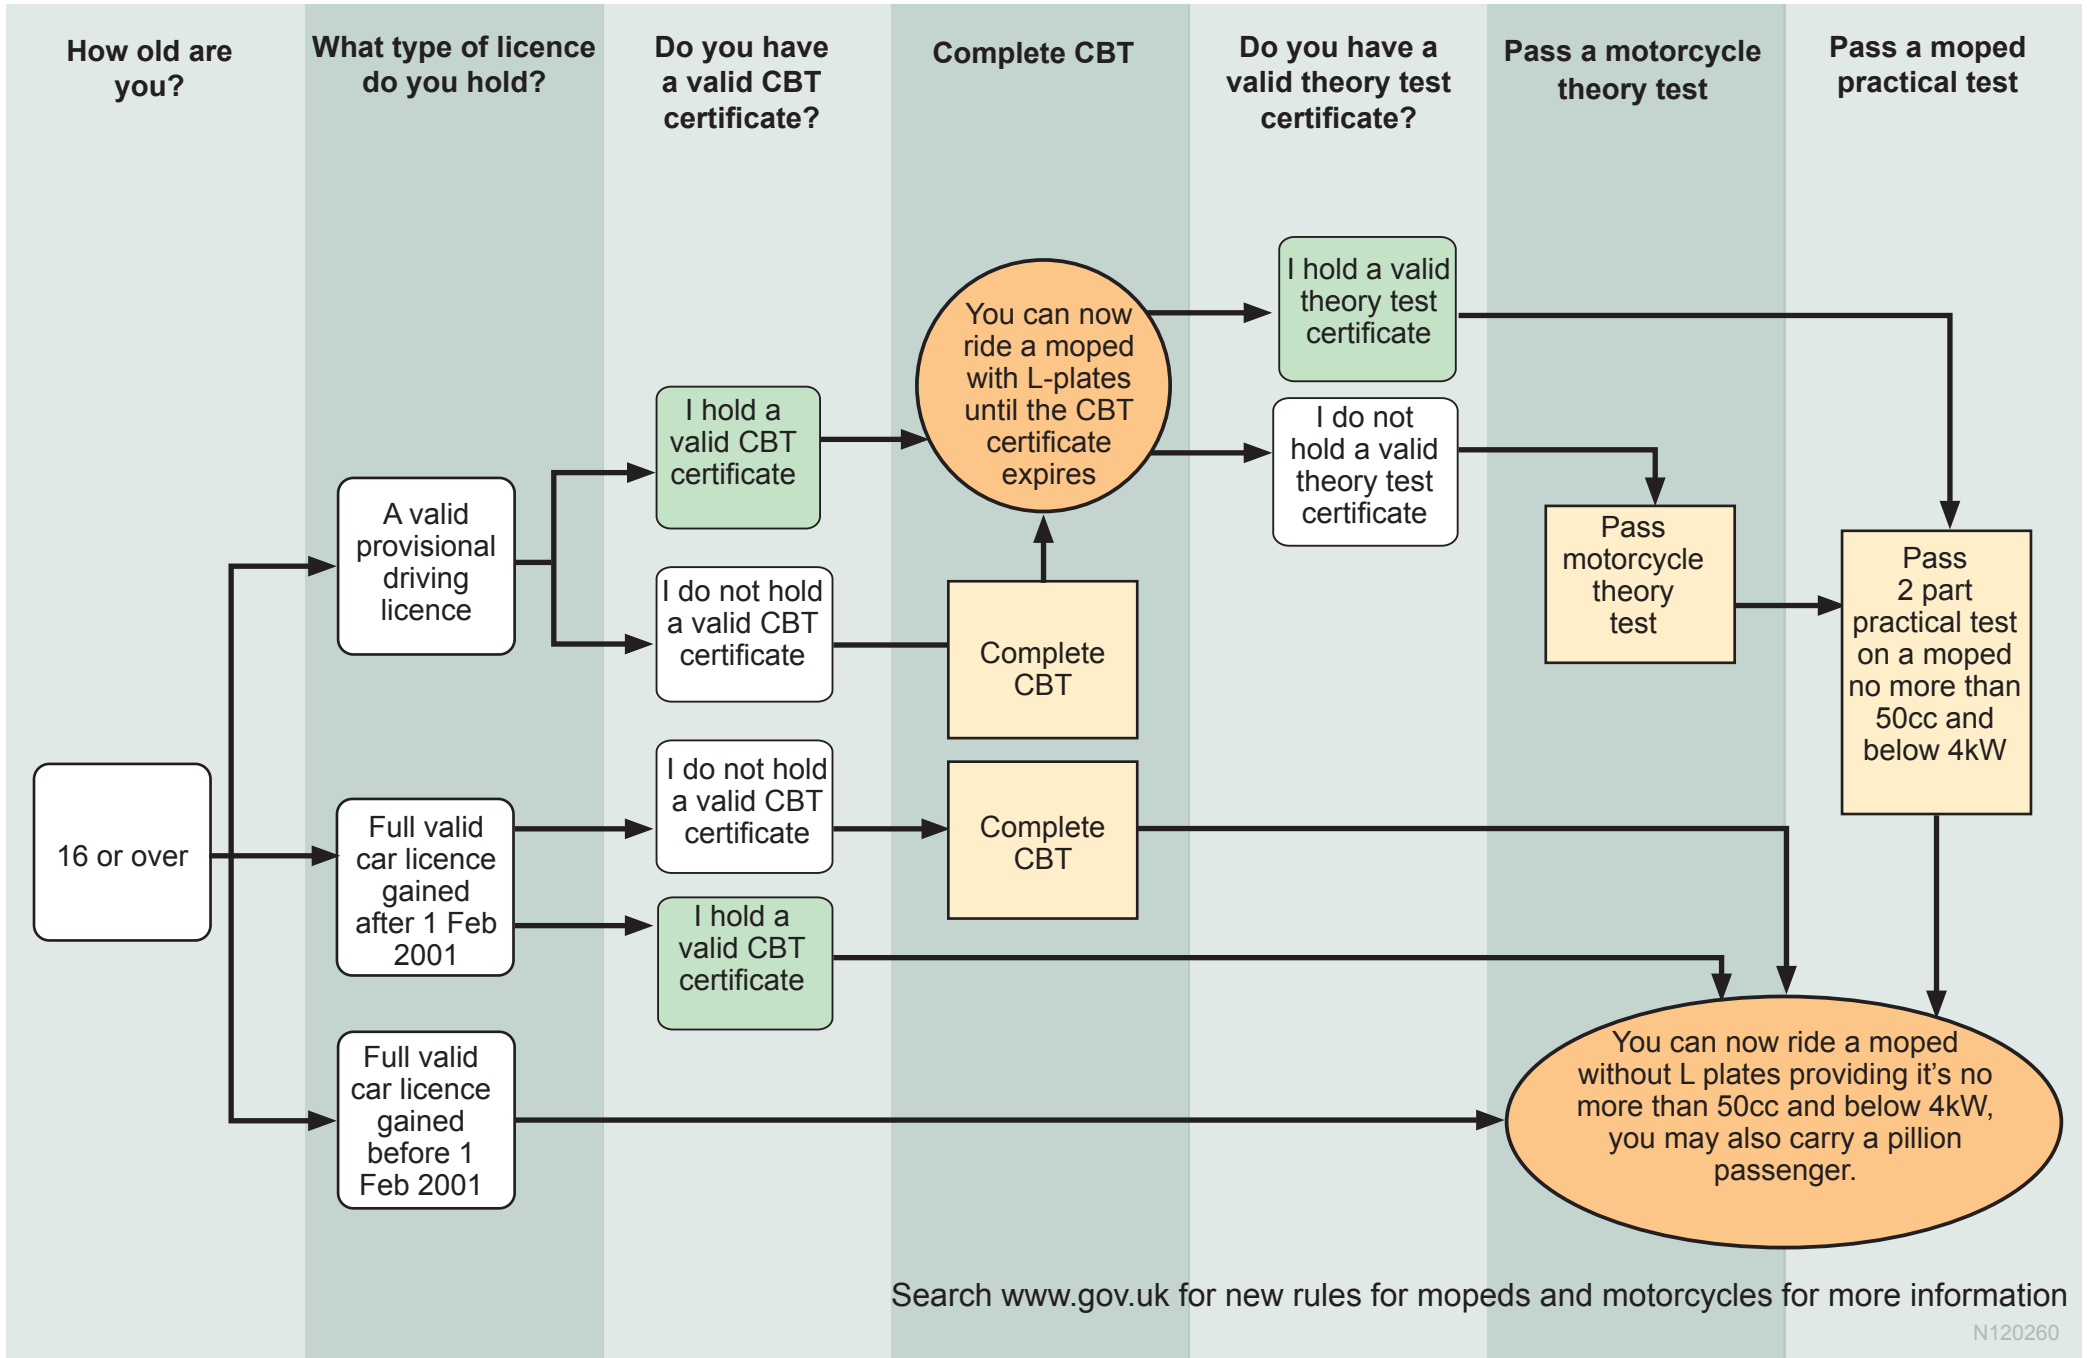 How old are
you?
What type of licence
do you hold?
Do you have
a valid CBT
certificate?
Complete CBT
Do you have a
valid theory test
certificate?
Pass a motorcycle
theory test
Pass a moped
practical test
16 or over
A valid
provisional
driving
licence
Full valid
car licence
gained
after 1 Feb
2001
Full valid
car licence
gained
before 1
Feb 2001
I hold a
valid CBT
certificate
I do not hold
a valid CBT
certificate
I do not hold
a valid CBT
certificate
I hold a
valid CBT
certificate
You can now
ride a moped
with L-plates
until the CBT
certificate
expires
Complete
CBT
Complete
CBT
I hold a valid
theory test
certificate
I do not
hold a valid
theory test
certificate
Pass
motorcycle
theory
test
Pass
2 part
practical test
on a moped
no more than
50cc and
below 4kW
You can now ride a moped
without L plates providing it’s no
more than 50cc and below 4kW,
you may also carry a pillion
passenger.
Search www.gov.uk for new rules for mopeds and motorcycles for more information
N120260